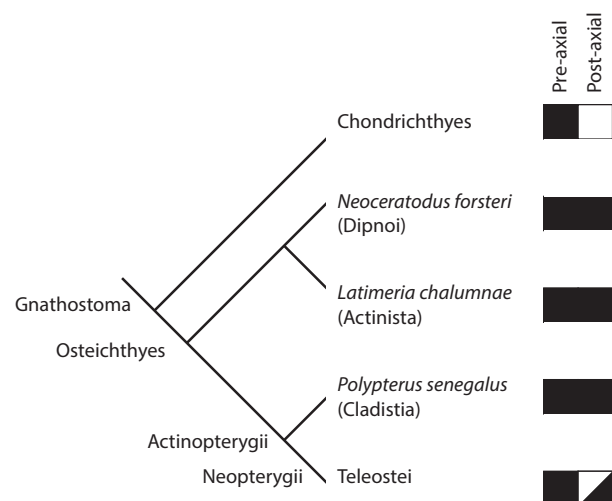 Pre-axial
Post-axial
Chondrichthyes
Neoceratodus forsteri
(Dipnoi)
Gnathostoma
Latimeria chalumnae
(Actinista)
Osteichthyes
Polypterus senegalus
(Cladistia)
Actinopterygii
Neopterygii
Teleostei